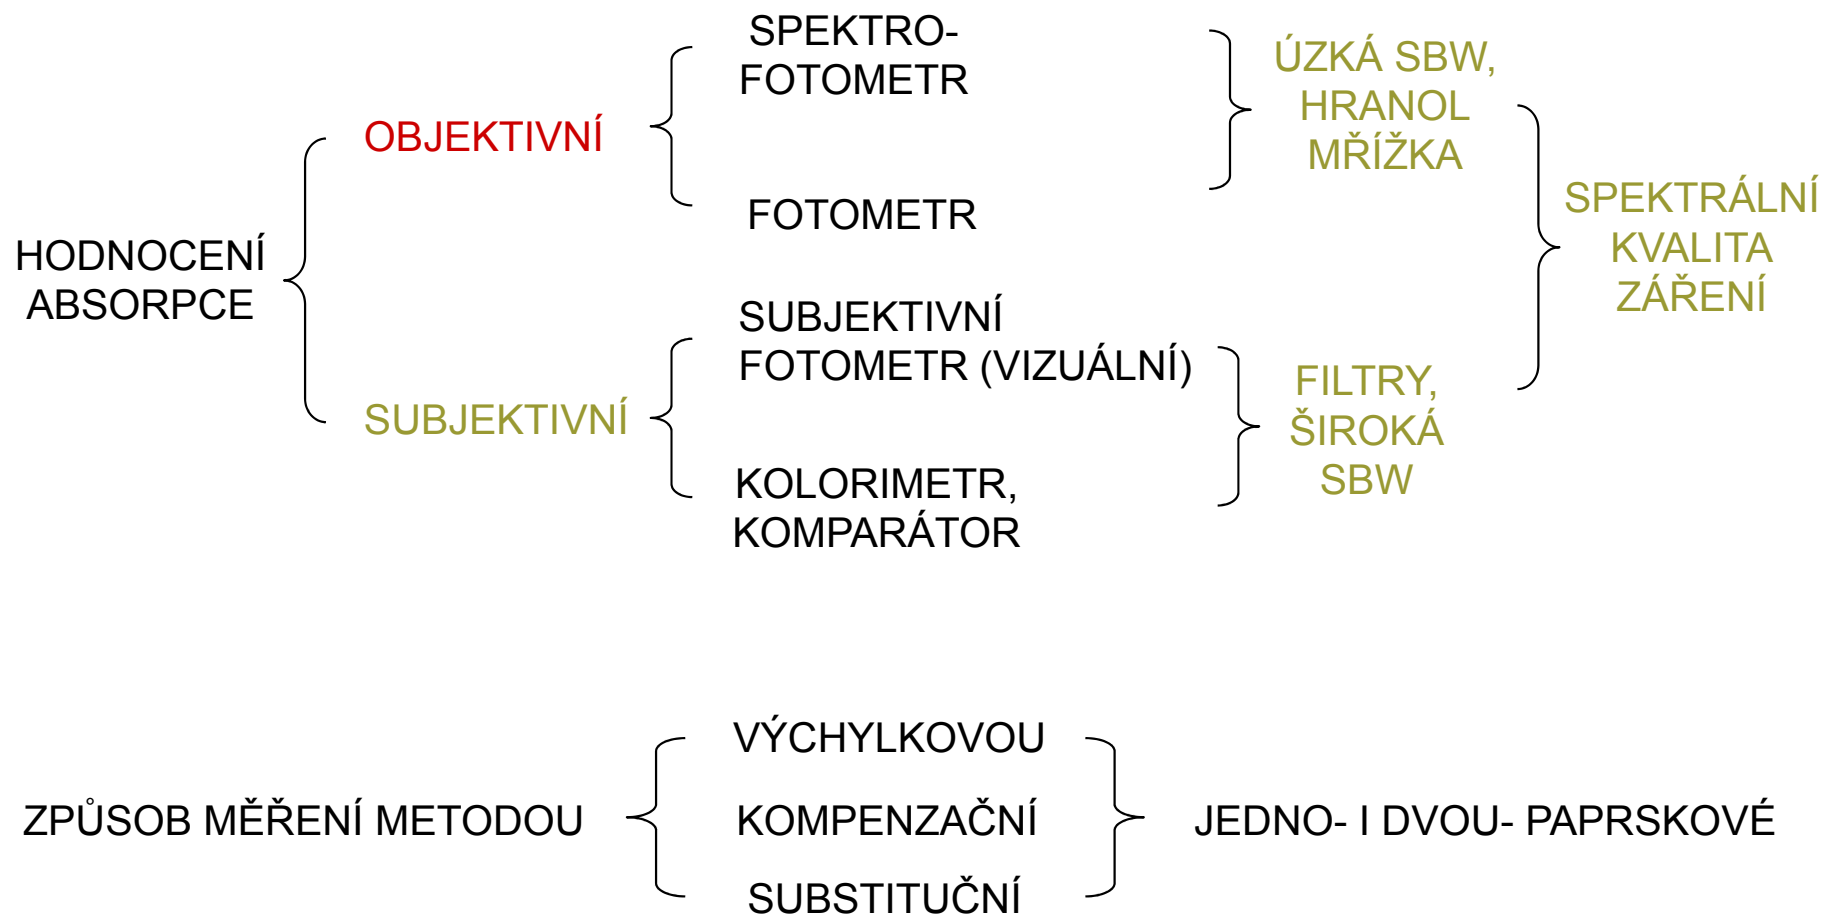 HODNOCENÍ
ABSORPCE
OBJEKTIVNÍ
SPEKTRO-
FOTOMETR
FOTOMETR
ÚZKÁ SBW,
HRANOL
MŘÍŽKA
SUBJEKTIVNÍ
SUBJEKTIVNÍ
FOTOMETR (VIZUÁLNÍ)
KOLORIMETR,
KOMPARÁTOR
FILTRY,
ŠIROKÁ
SBW
SPEKTRÁLNÍ
KVALITA
ZÁŘENÍ
ZPŮSOB MĚŘENÍ METODOU
VÝCHYLKOVOU
KOMPENZAČNÍ
SUBSTITUČNÍ
JEDNO- I DVOU- PAPRSKOVÉ